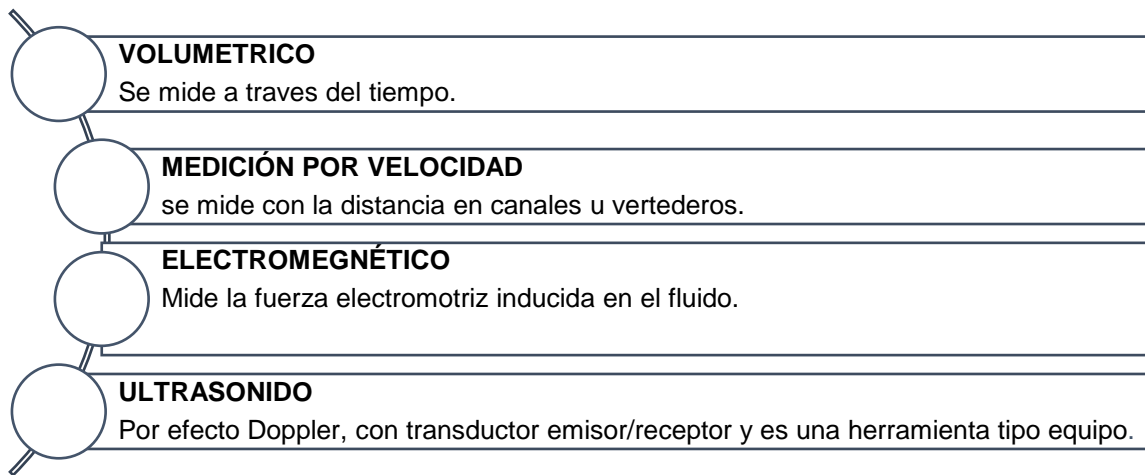 VOLUMETRICO
Se mide a traves del tiempo.
MEDICIÓN POR VELOCIDAD
se mide con la distancia en canales u vertederos.
ELECTROMEGNÉTICO
Mide la fuerza electromotriz inducida en el fluido.
ULTRASONIDO
Por efecto Doppler, con transductor emisor/receptor y es una herramienta tipo equipo.